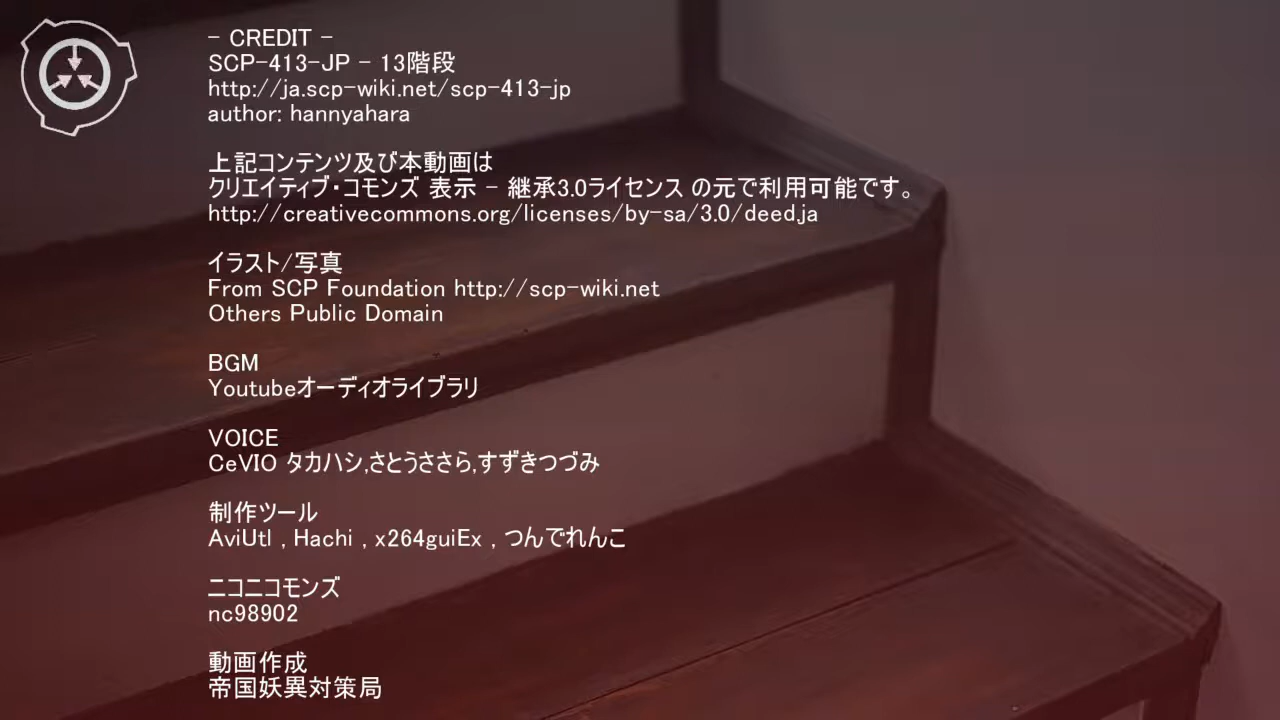 - CREDIT -
SCP-413-JP - 13階段
http://ja.scp-wiki.net/scp-413-jp
author: hannyahara
上記コンテンツ及び本動画は
クリエイティブ・コモンズ 表示 - 継承3.0ライセンス の元で利用可能です。
http://creativecommons.org/licenses/by-sa/3.0/deed.ja
イラスト/写真
From SCP Foundation http://scp-wiki.net
Others Public Domain
BGM
Youtubeオーディオライブラリ
VOICE
CeVIO タカハシ,さとうささら,すずきつづみ
制作ツール
AviUtl , Hachi , x264guiEx , つんでれんこ
ニコニコモンズ
nc98902
動画作成
帝国妖異対策局